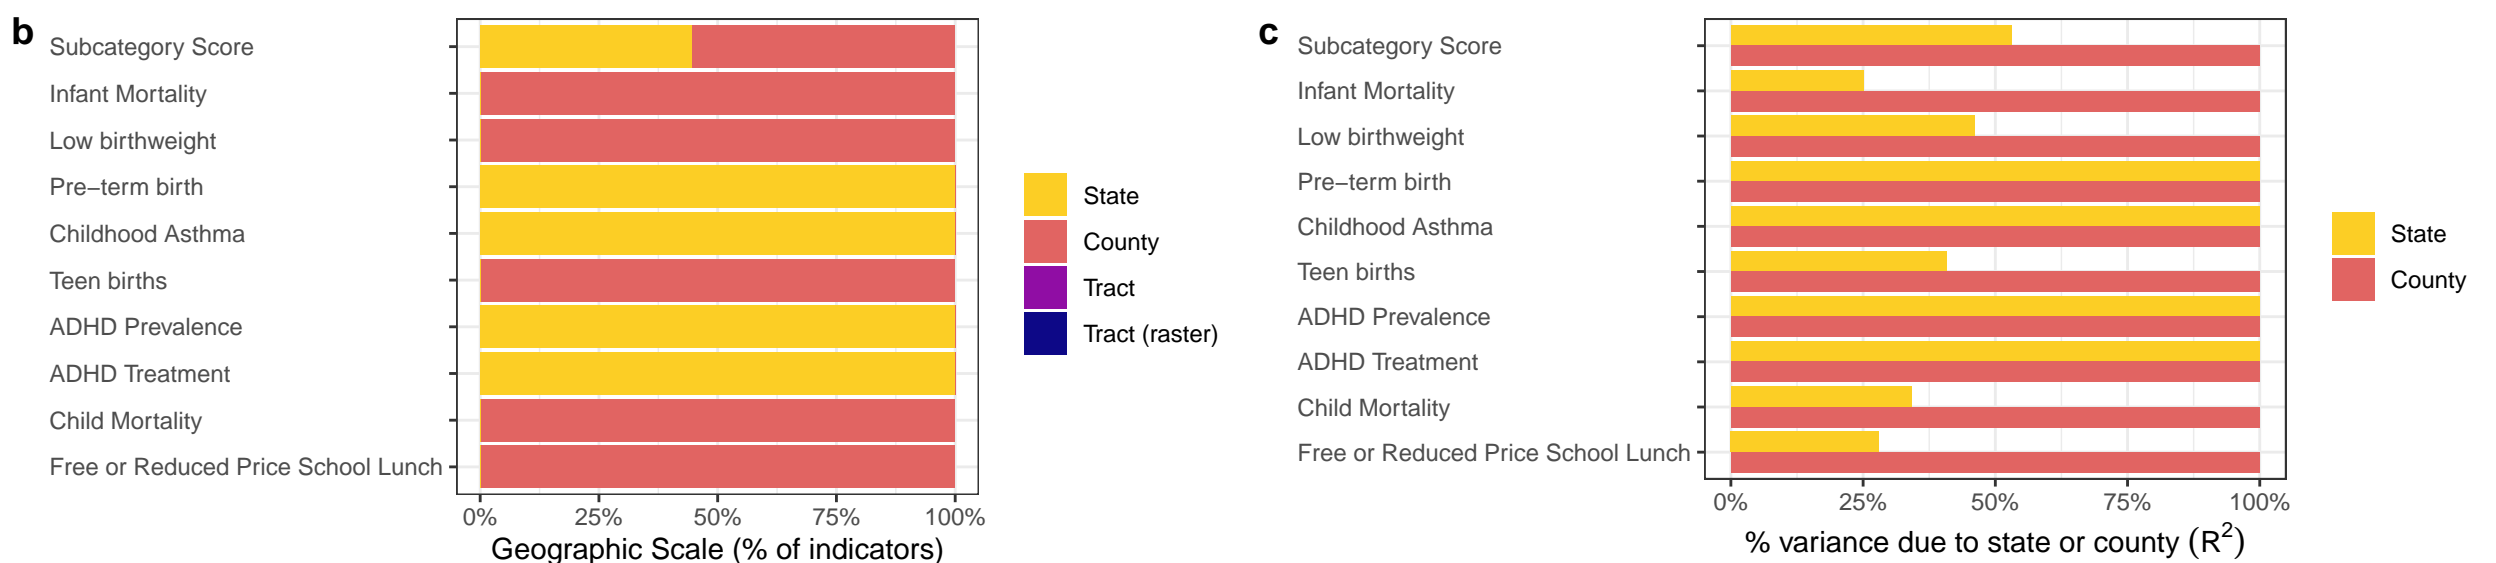 b
Subcategory Score
Infant Mortality
Low birthweight
Pre−term birth
Childhood Asthma
Teen births
ADHD Prevalence
ADHD Treatment
Child Mortality
Free or Reduced Price School Lunch
0% 25% 50% 75% 100%
Geographic Scale (% of indicators)
State
County
Tract
Tract (raster)
c
Subcategory Score
Infant Mortality
Low birthweight
Pre−term birth
Childhood Asthma
Teen births
ADHD Prevalence
ADHD Treatment
Child Mortality
Free or Reduced Price School Lunch
0% 25% 50% 75% 100%
% variance due to state or county (R²)
State
County